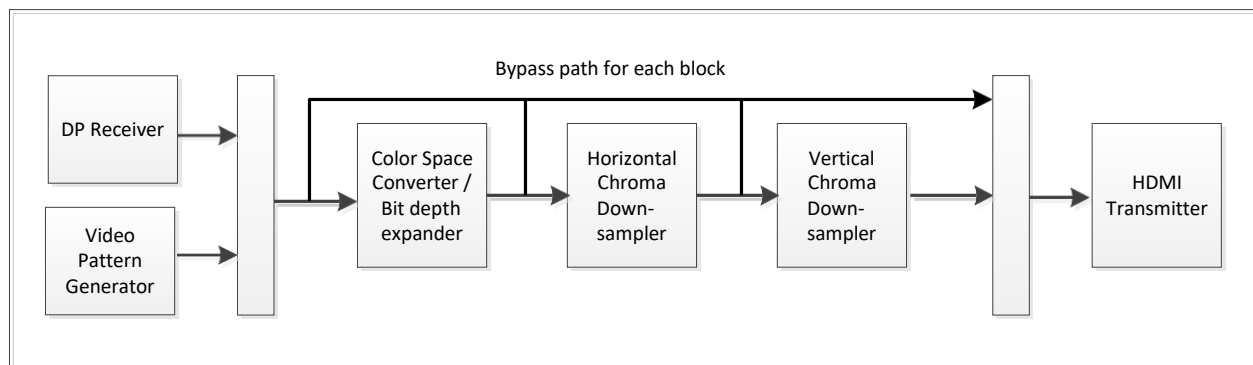 Bypass path for each block
DP Receiver
Video
Pattern
Generator
Color Space
Converter /
Bit depth
expander
Horizontal
Chroma
Down-
sampler
Vertical
Chroma
Down-
sampler
HDMI
Transmitter